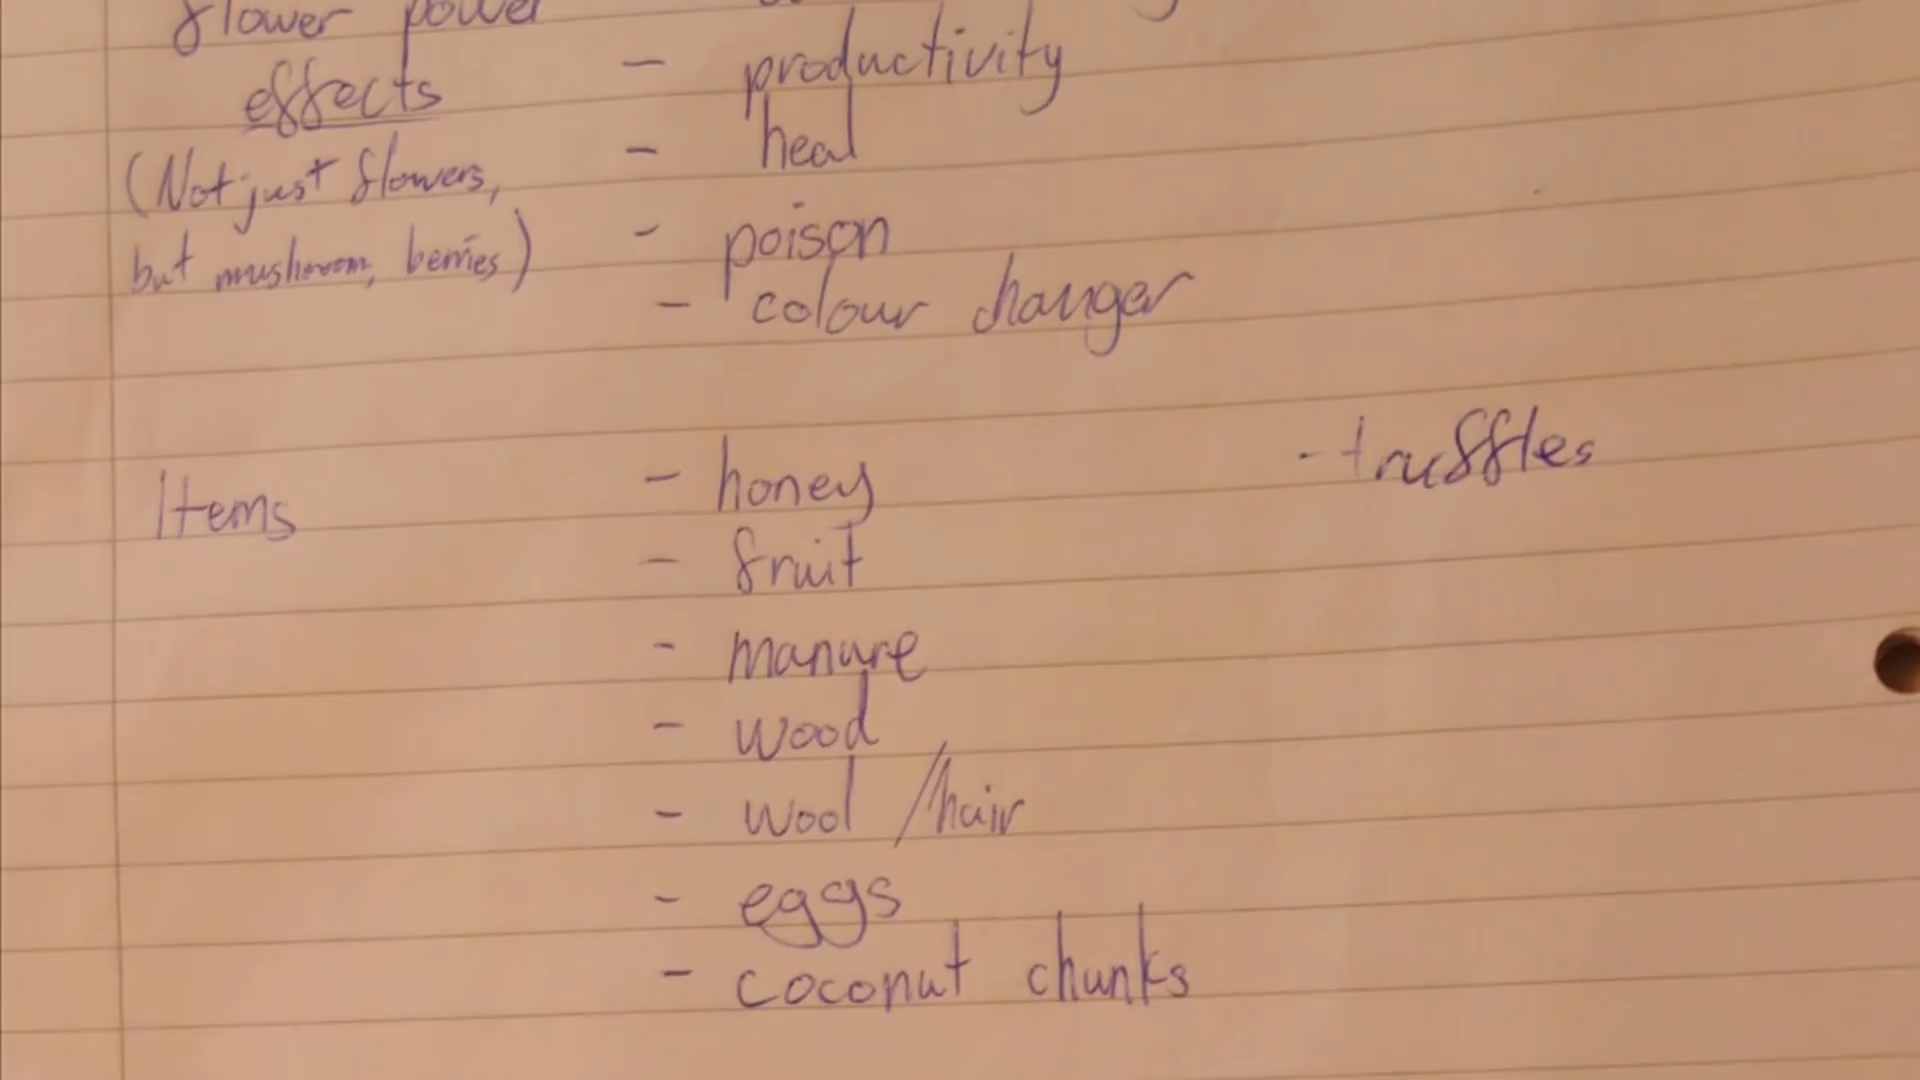 flower power
effects
(Not just flowers,
but mushroom, berries)
- productivity
- heal
- poison
- colour changer
Items
- honey
- fruit
- manure
- wood
- wool /hair
- eggs
- coconut chunks
- truffles